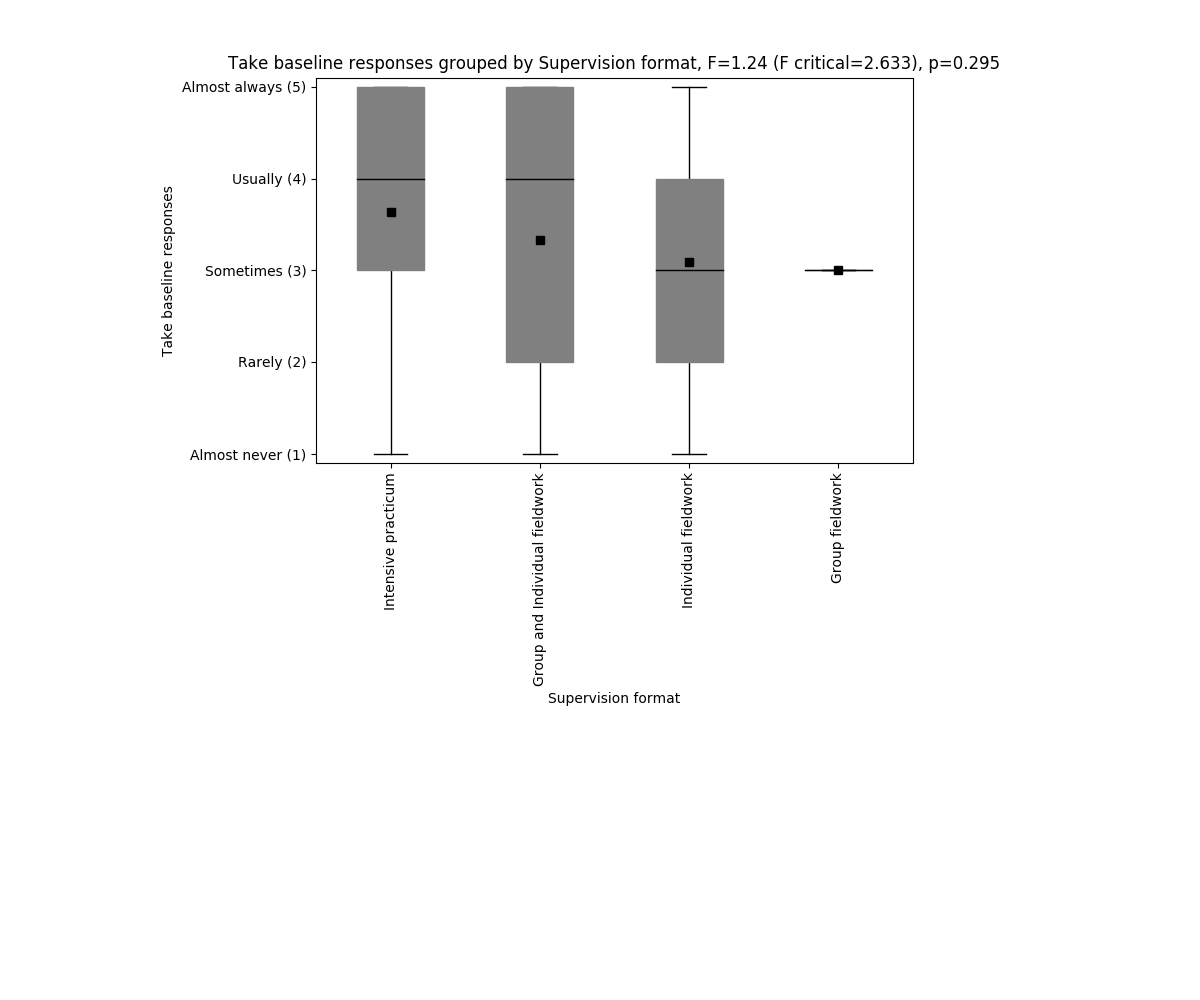 Take baseline responses grouped by Supervision format, F=1.24 (F critical=2.633), p=0.295
Take baseline responses
Almost always (5)
Usually (4)
Sometimes (3)
Rarely (2)
Almost never (1)
Intensive practicum
Group and Individual fieldwork
Individual fieldwork
Group fieldwork
Supervision format